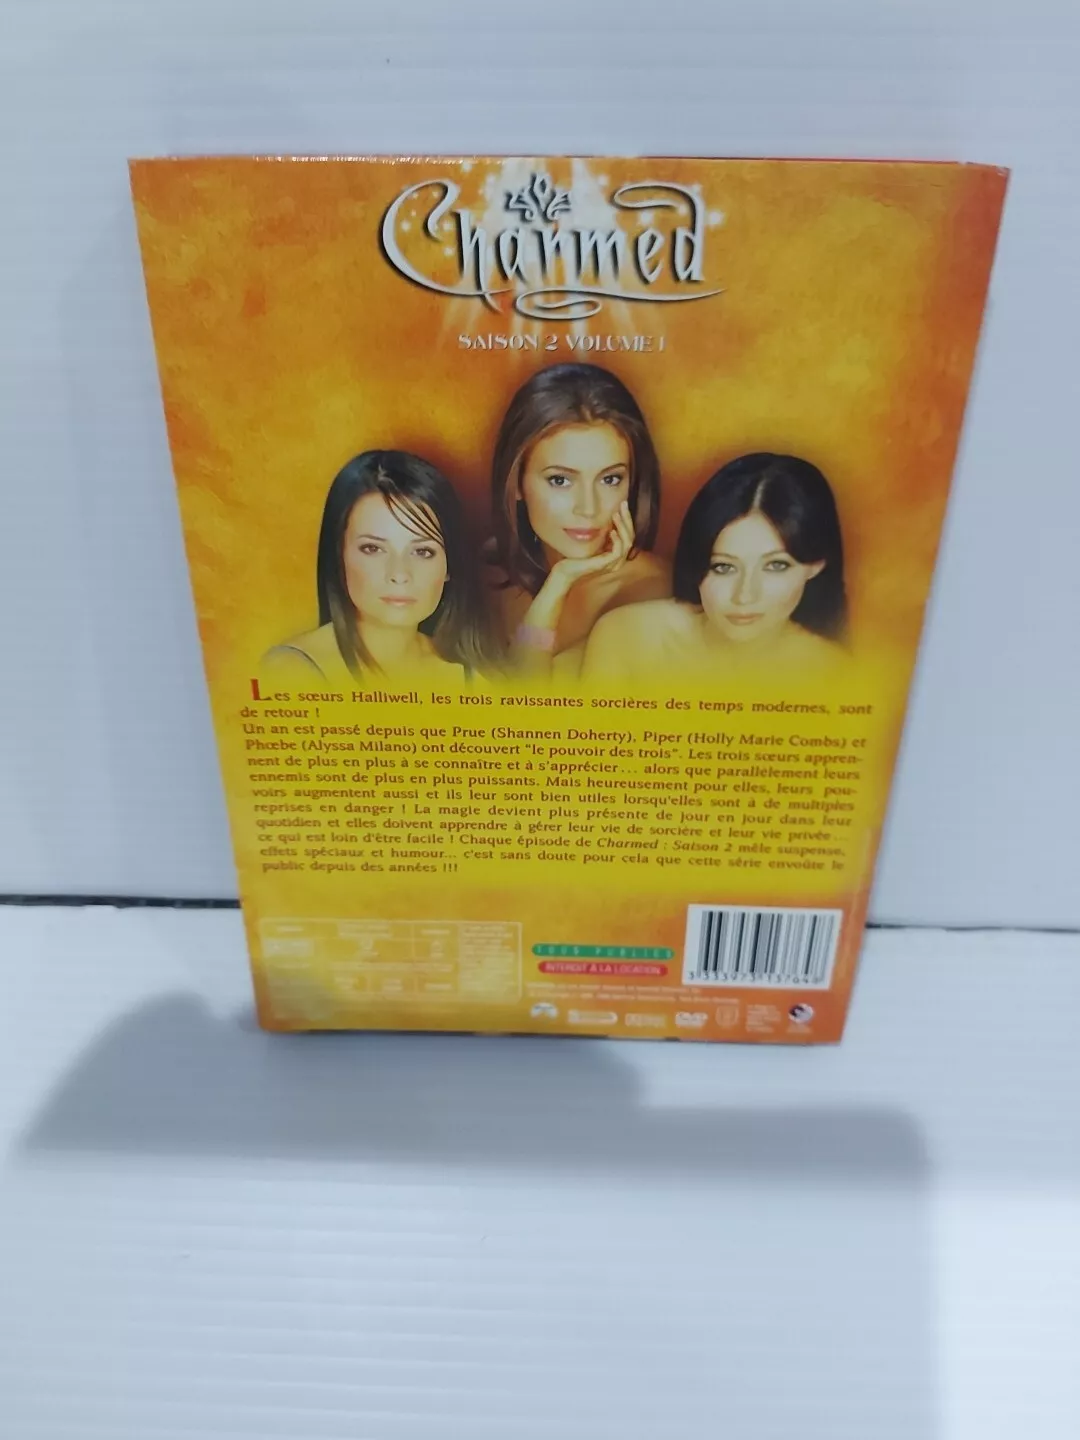 Charmed
SAISON 2 VOLUME 1
Les sœurs Halliwell, les trois ravissantes sorcières des temps modernes, sont
de retour !
Un an est passé depuis que Prue (Shannen Doherty), Piper (Holly Marie Combs) et
Phœbe (Alyssa Milano) ont découvert "le pouvoir des trois". Les trois sœurs appren-
nent de plus en plus à se connaître et à s'apprécier... alors que parallèlement leurs
ennemis sont de plus en plus puissants. Mais heureusement pour elles, leurs pou-
voirs augmentent aussi et ils leur sont bien utiles lorsqu'elles sont à de multiples
reprises en danger ! La magie devient plus présente de jour en jour dans leur
quotidien et elles doivent apprendre à gérer leur vie de sorcière et leur vie privée...
ce qui est loin d'être facile ! Chaque épisode de Charmed : Saison 2 mêle suspense,
effets spéciaux et humour... c'est sans doute pour cela que cette série envoûte le
public depuis des années !!!
TOUS PUBLICS
INTERDIT A LA LOCATION
3 333973 137648
DVD